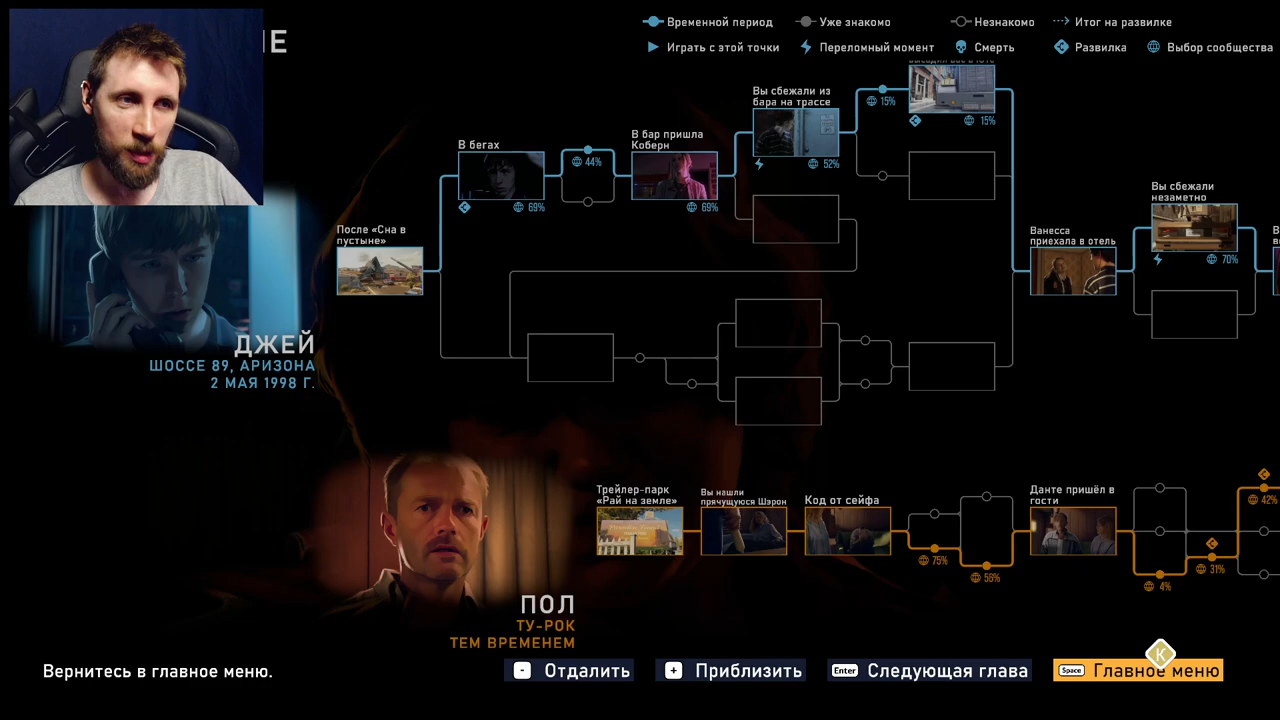 ІЕ
Временной период
Уже знакомо
Незнакомо
Итог на развилке
Играть с этой точки
Переломный момент
Смерть
Развилка
Выбор сообщества
Вы сбежали из
бара на трассе
15%
15%
В бегах
44%
В бар пришла
Коберн
52%
69%
69%
Вы сбежали
незаметно
После «Сна в
пустыне»
Ванесса
приехала в отель
70%
ДЖЕЙ
ШОССЕ 89, АРИЗОНА
2 МАЯ 1998 Г.
Трейлер-парк
«Рай на земле»
Вы нашли
прячущуюся Шэрон
Код от сейфа
Данте пришёл в
гости
42%
75%
56%
4%
31%
ПОЛ
ТУ-РОК
ТЕМ ВРЕМЕНЕМ
Вернитесь в главное меню.
- Отдалить
+ Приблизить
Enter Следующая глава
Space Главное меню
K